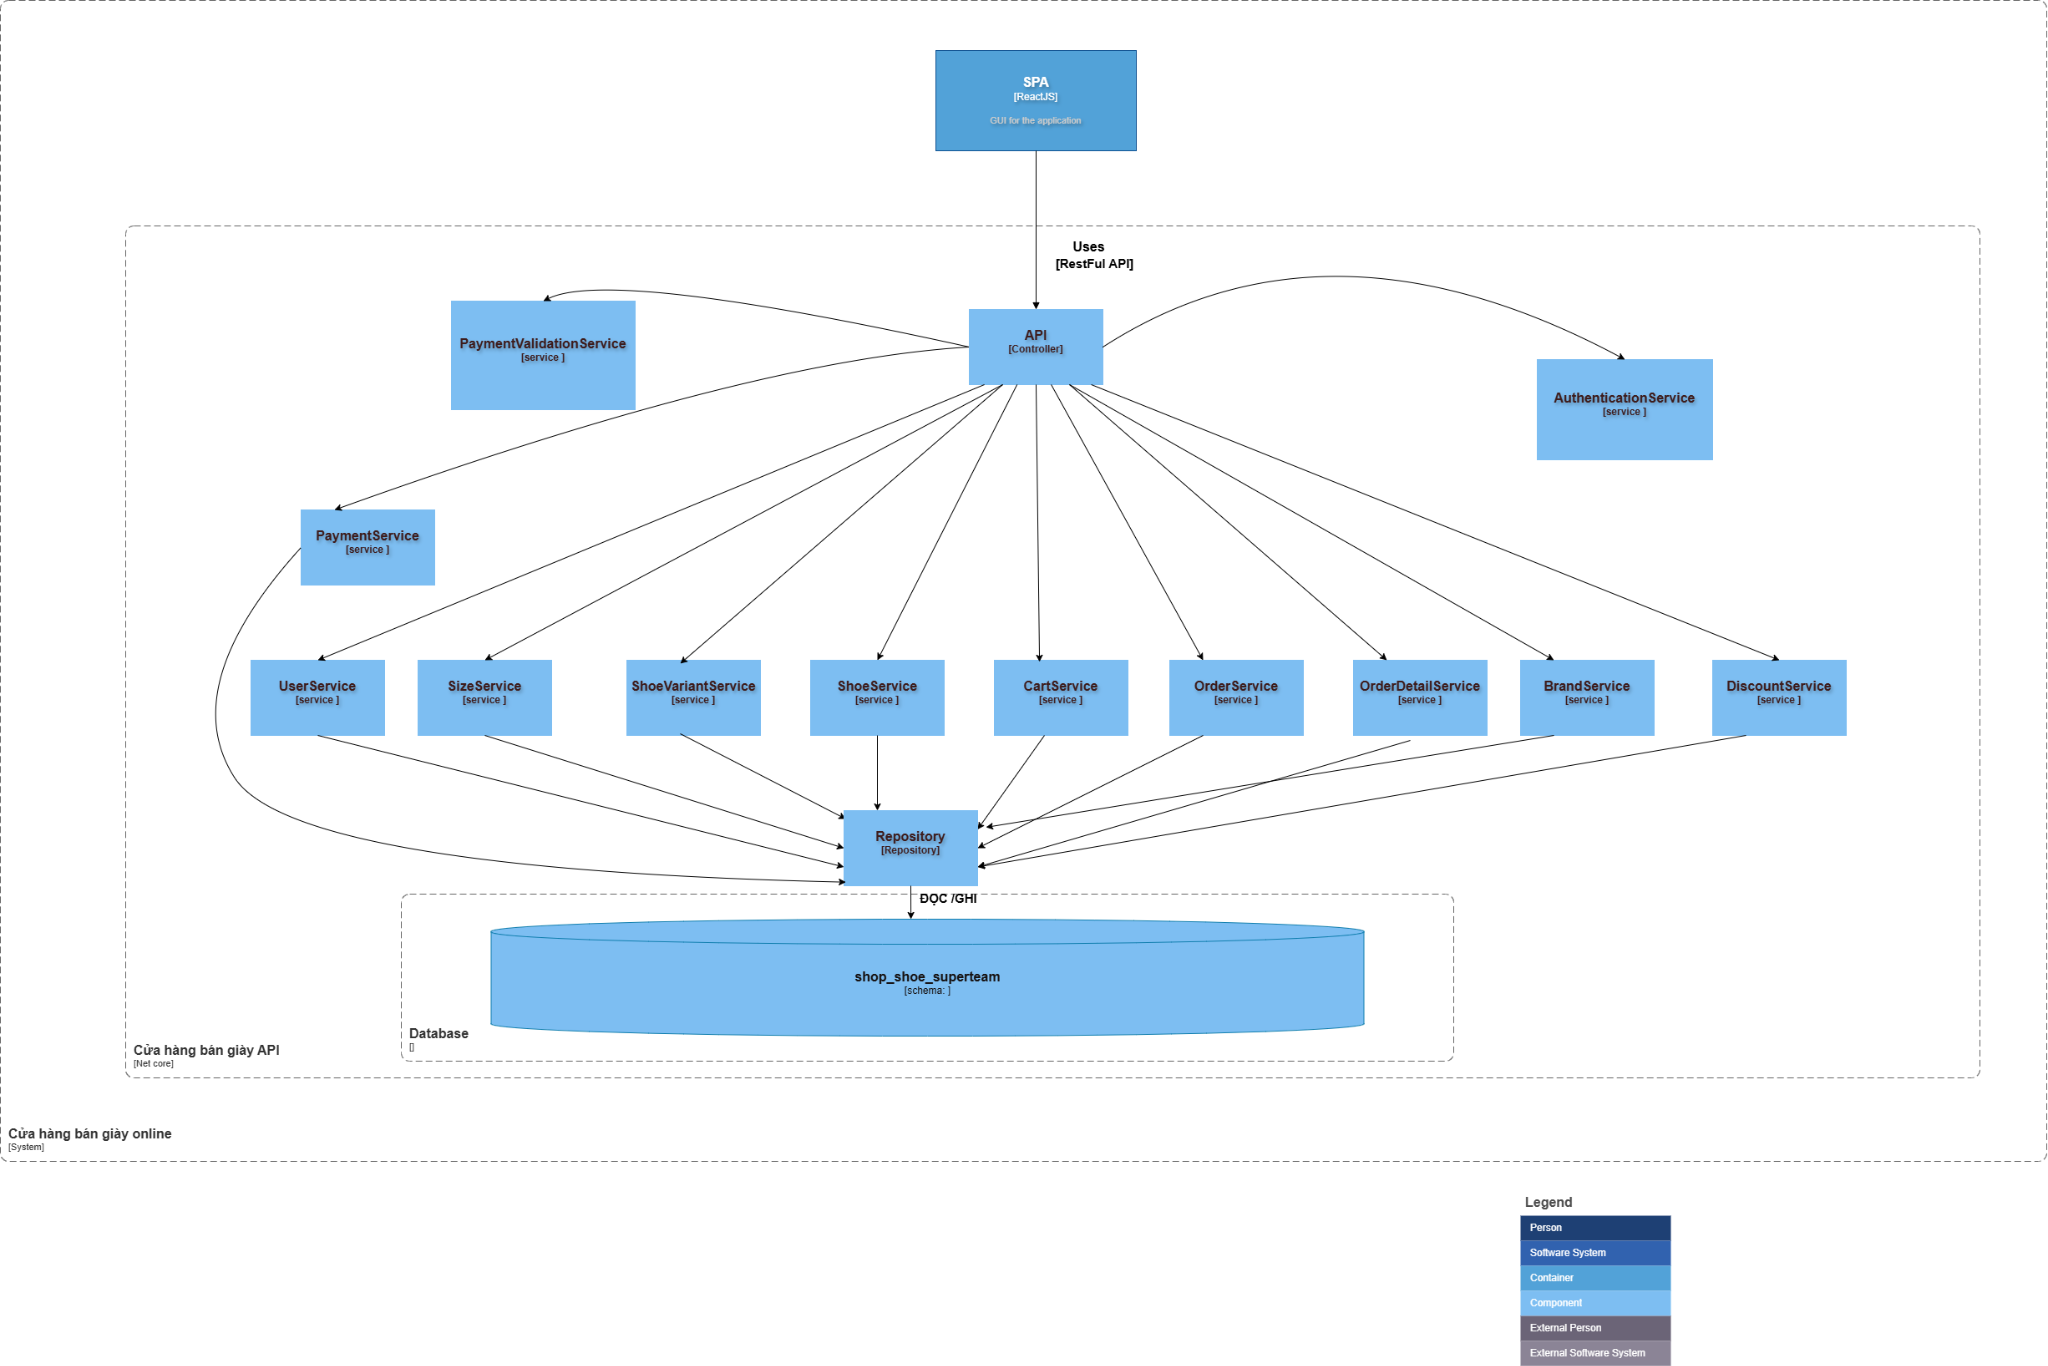 SPA
[ReactJS]
GUI for the application
Uses
[RestFul API]
API
[Controller]
PaymentValidationService
[service ]
AuthenticationService
[service ]
PaymentService
[service ]
UserService
[service ]
SizeService
[service ]
ShoeVariantService
[service ]
ShoeService
[service ]
CartService
[service ]
OrderService
[service ]
OrderDetailService
[service ]
BrandService
[service ]
DiscountService
[service ]
Repository
[Repository]
ĐỌC /GHI
shop_shoe_superteam
[schema: ]
Database
[]
Cửa hàng bán giày API
[Net core]
Cửa hàng bán giày online
[System]
Legend
Person
Software System
Container
Component
External Person
External Software System